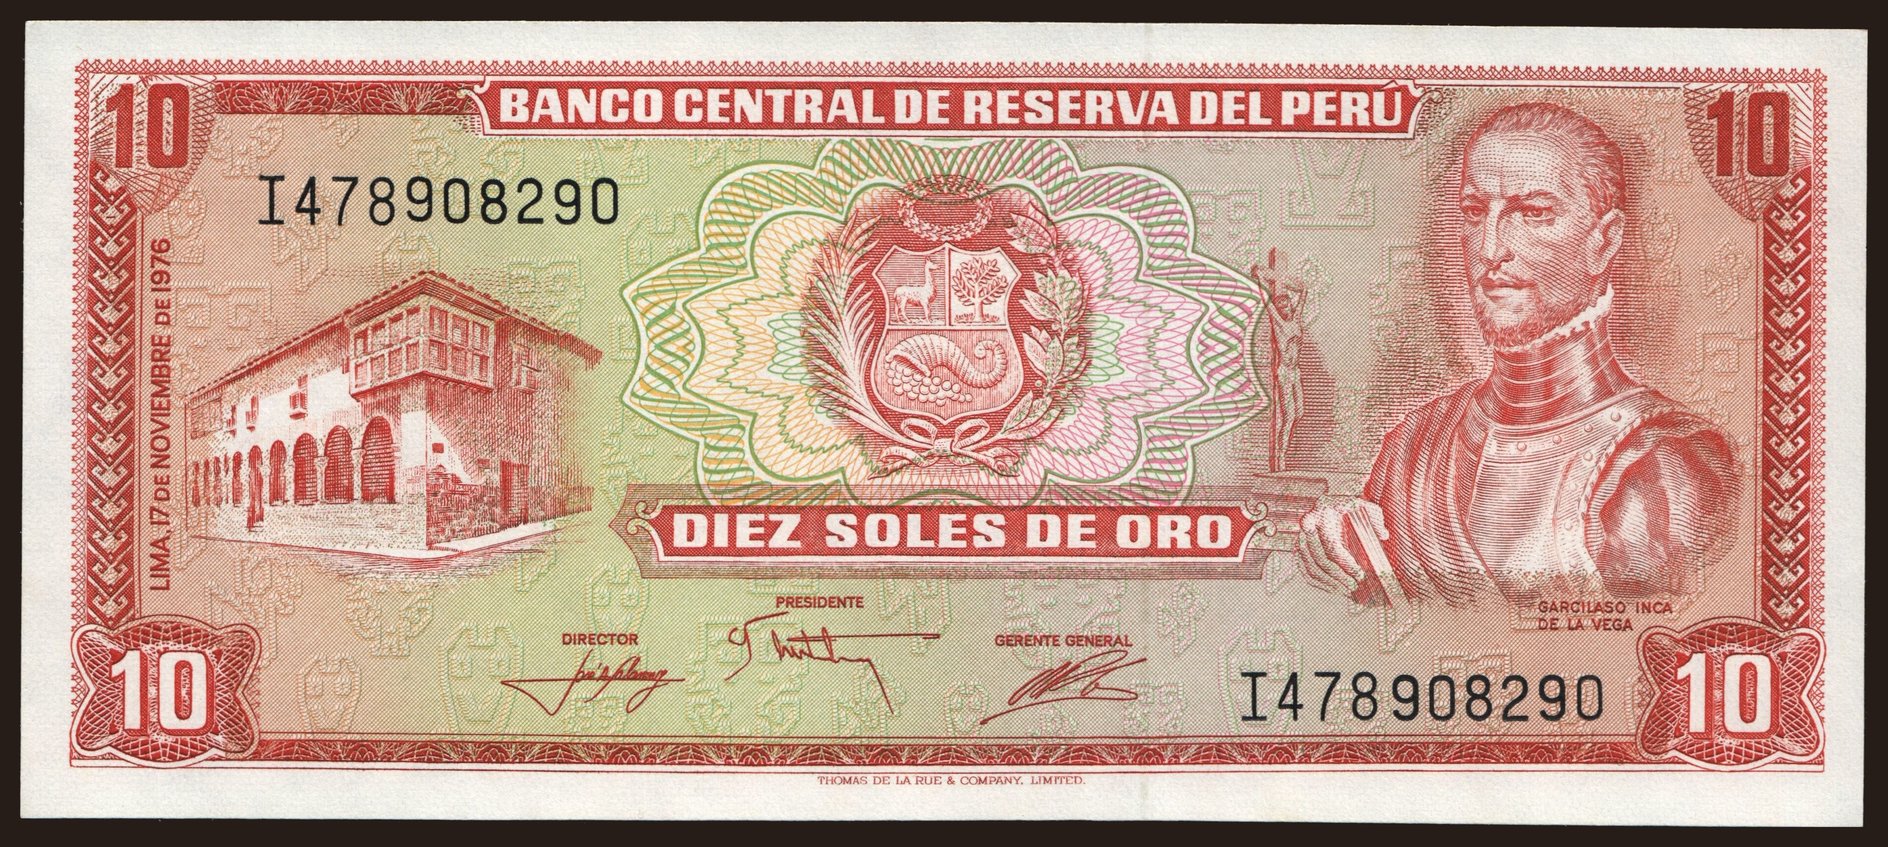 10
BANCO CENTRAL DE RESERVA DEL PERÚ
10
I478908290
LIMA, 17 DE NOVIEMBRE DE 1976
DIEZ SOLES DE ORO
GARCILASO INCA
DE LA VEGA
PRESIDENTE
DIRECTOR
GERENTE GENERAL
I478908290
10
10
THOMAS DE LA RUE & COMPANY, LIMITED.